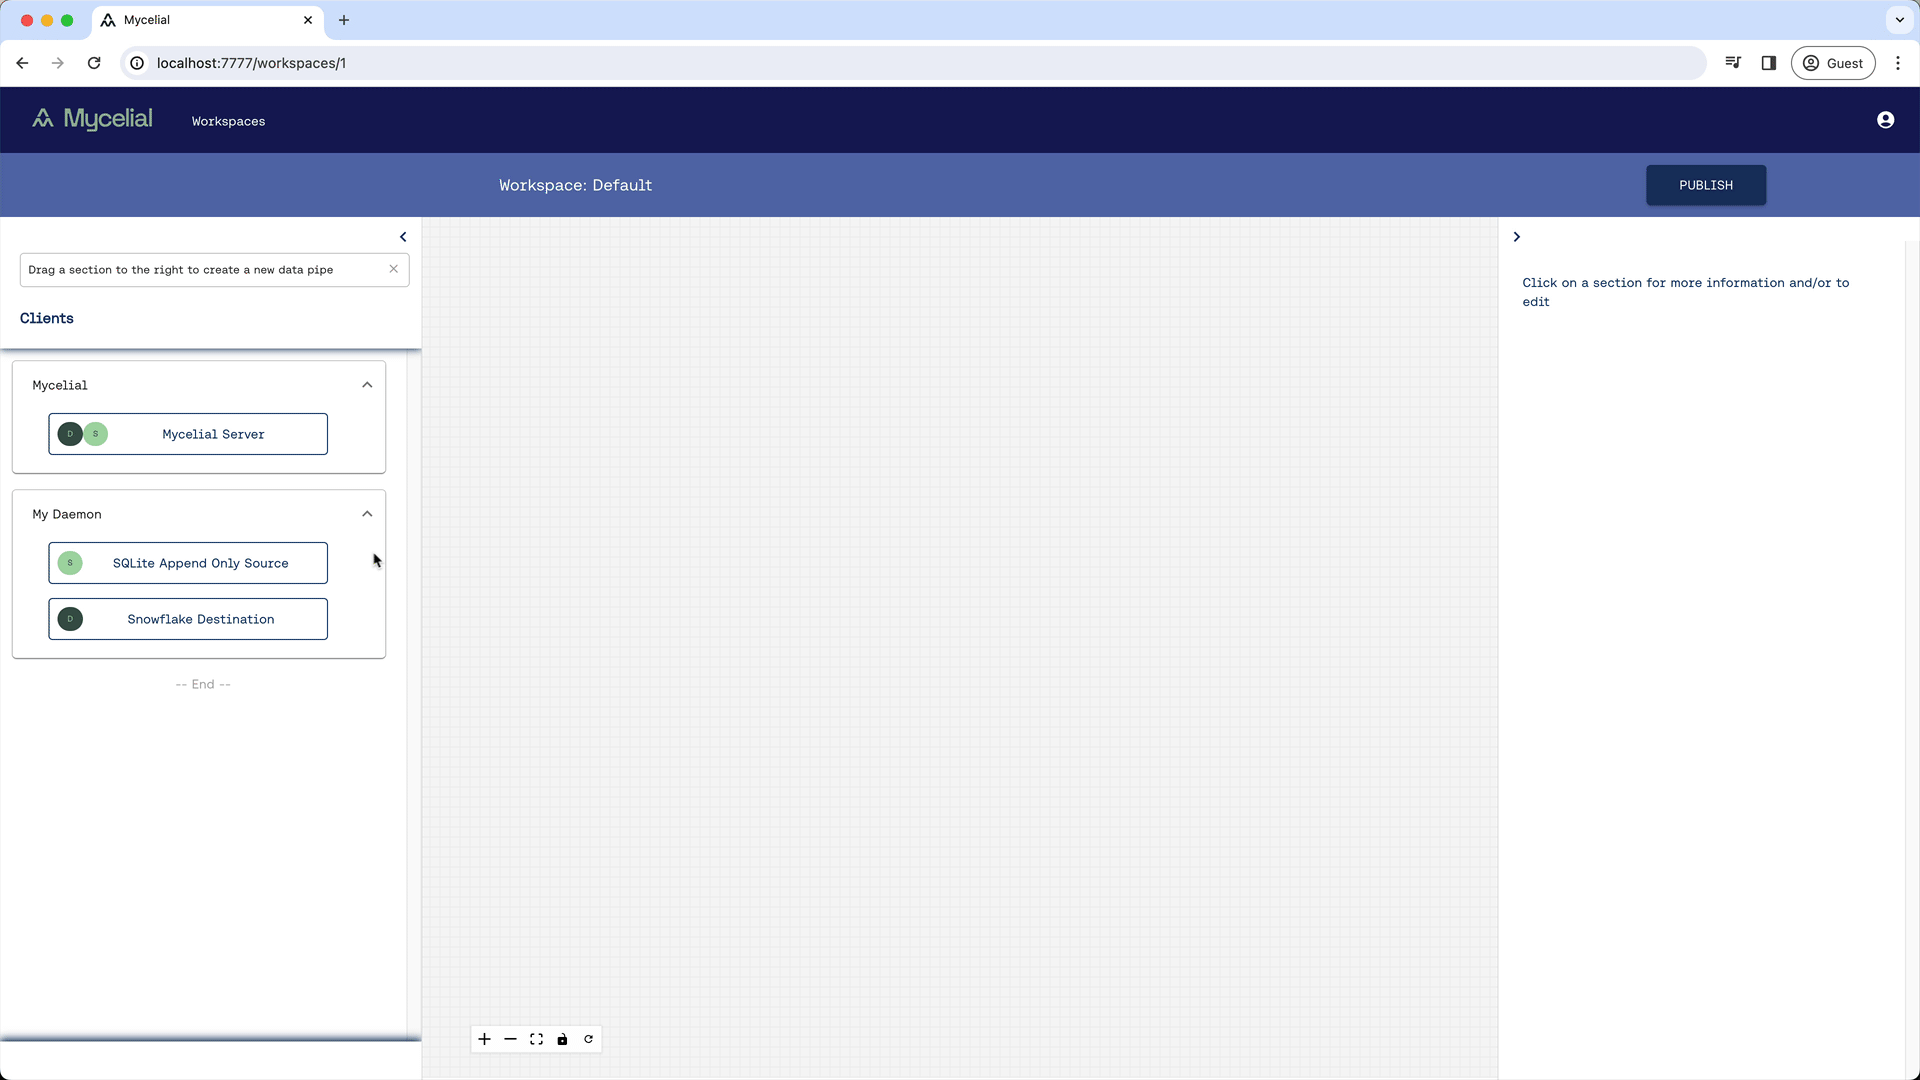 Mycelial
localhost:7777/workspaces/1
Guest
Mycelial
Workspaces
Workspace: Default
PUBLISH
Drag a section to the right to create a new data pipe
Clients
Mycelial
D S Mycelial Server
My Daemon
S SQLite Append Only Source
D Snowflake Destination
-- End --
Click on a section for more information and/or to
edit